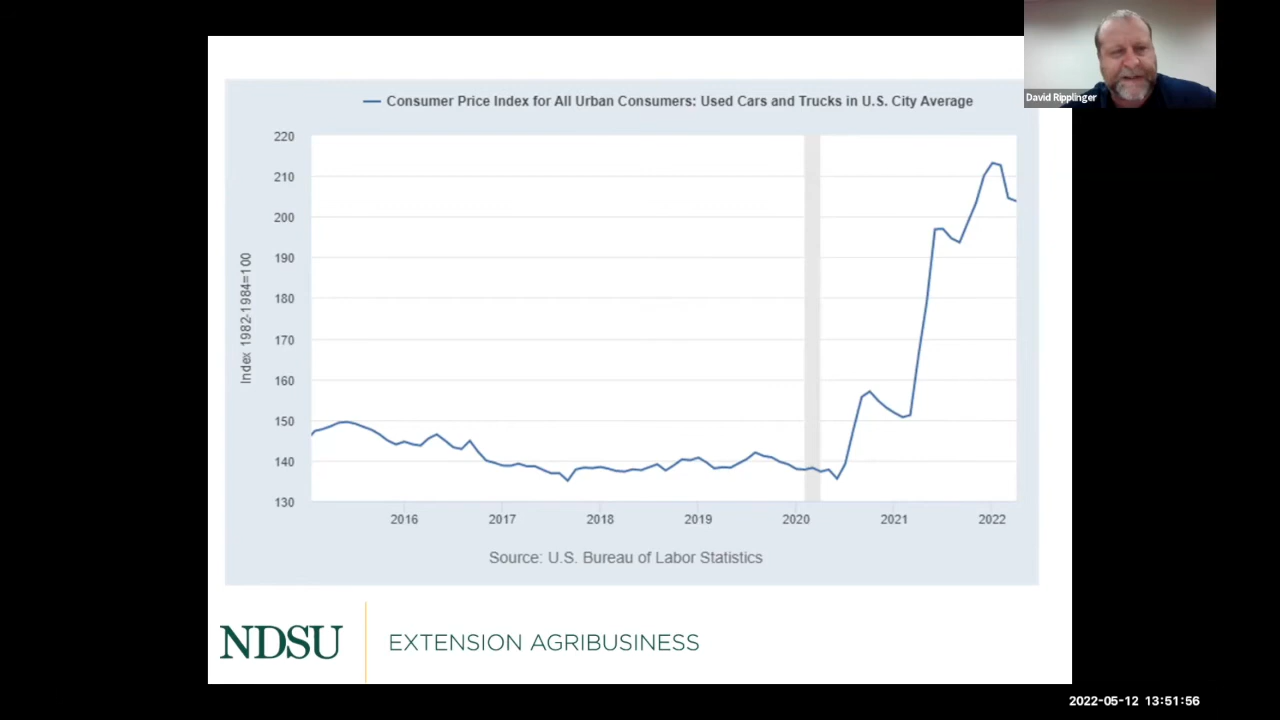 David Ripplinger
Consumer Price Index for All Urban Consumers: Used Cars and Trucks in U.S. City Average
220
210
200
190
180
170
160
150
140
130
Index 1982-1984=100
2016 2017 2018 2019 2020 2021 2022
Source: U.S. Bureau of Labor Statistics
NDSU EXTENSION AGRIBUSINESS
2022-05-12 13:51:56